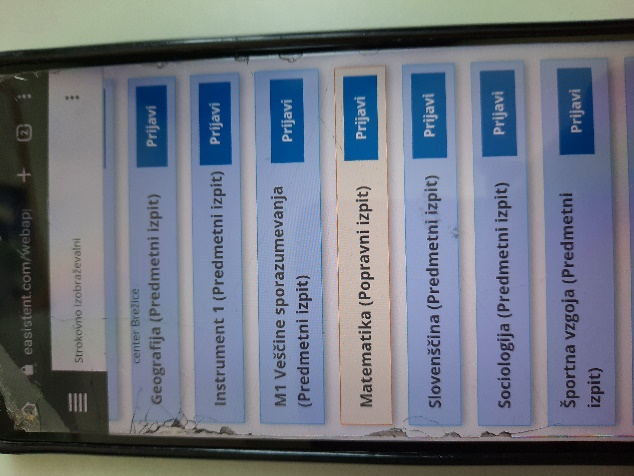 easistent.com/webapi
2
Strokovno izobraževalni
center Brežice
Geografija (Predmetni izpit)
Prijavi
Instrument 1 (Predmetni izpit)
Prijavi
M1 Veščine sporazumevanja
(Predmetni izpit)
Prijavi
Matematika (Popravni izpit)
Prijavi
Slovenščina (Predmetni izpit)
Prijavi
Sociologija (Predmetni izpit)
Prijavi
Športna vzgoja (Predmetni
izpit)
Prijavi